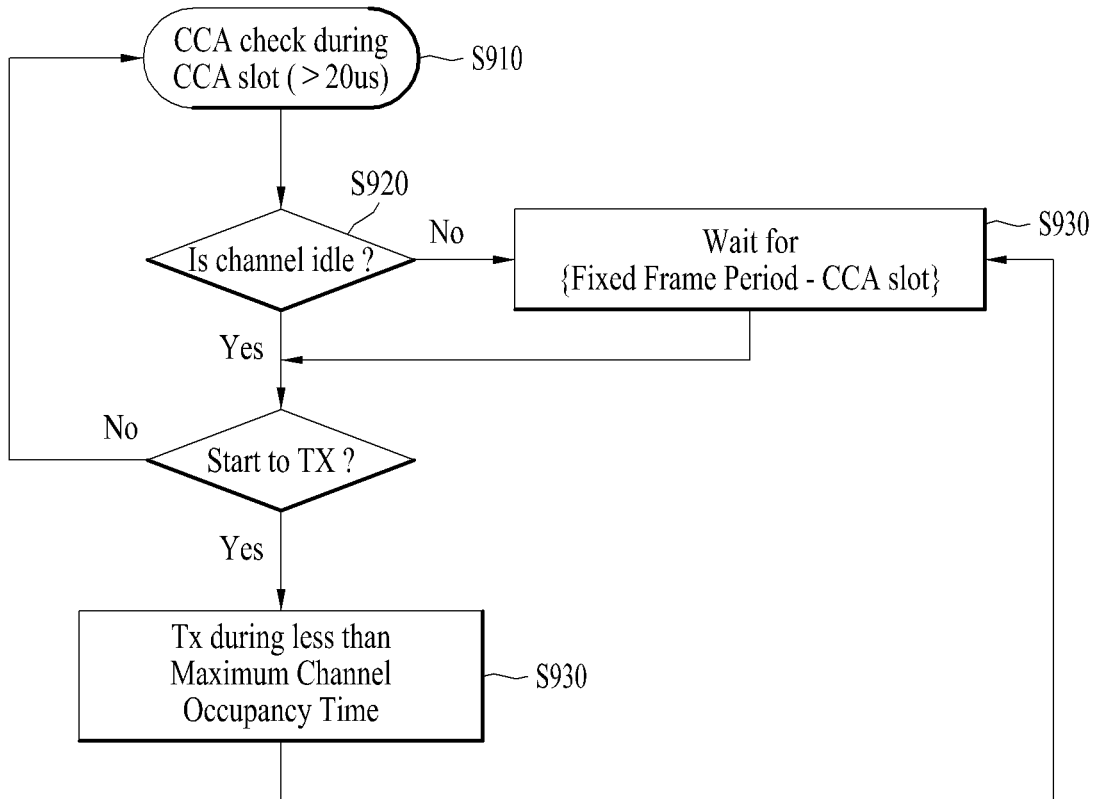 CCA check during
CCA slot ( > 20us)
S910
S920
Is channel idle ?
No
Wait for
{Fixed Frame Period - CCA slot}
S930
Yes
No
Start to TX ?
Yes
Tx during less than
Maximum Channel
Occupancy Time
S930